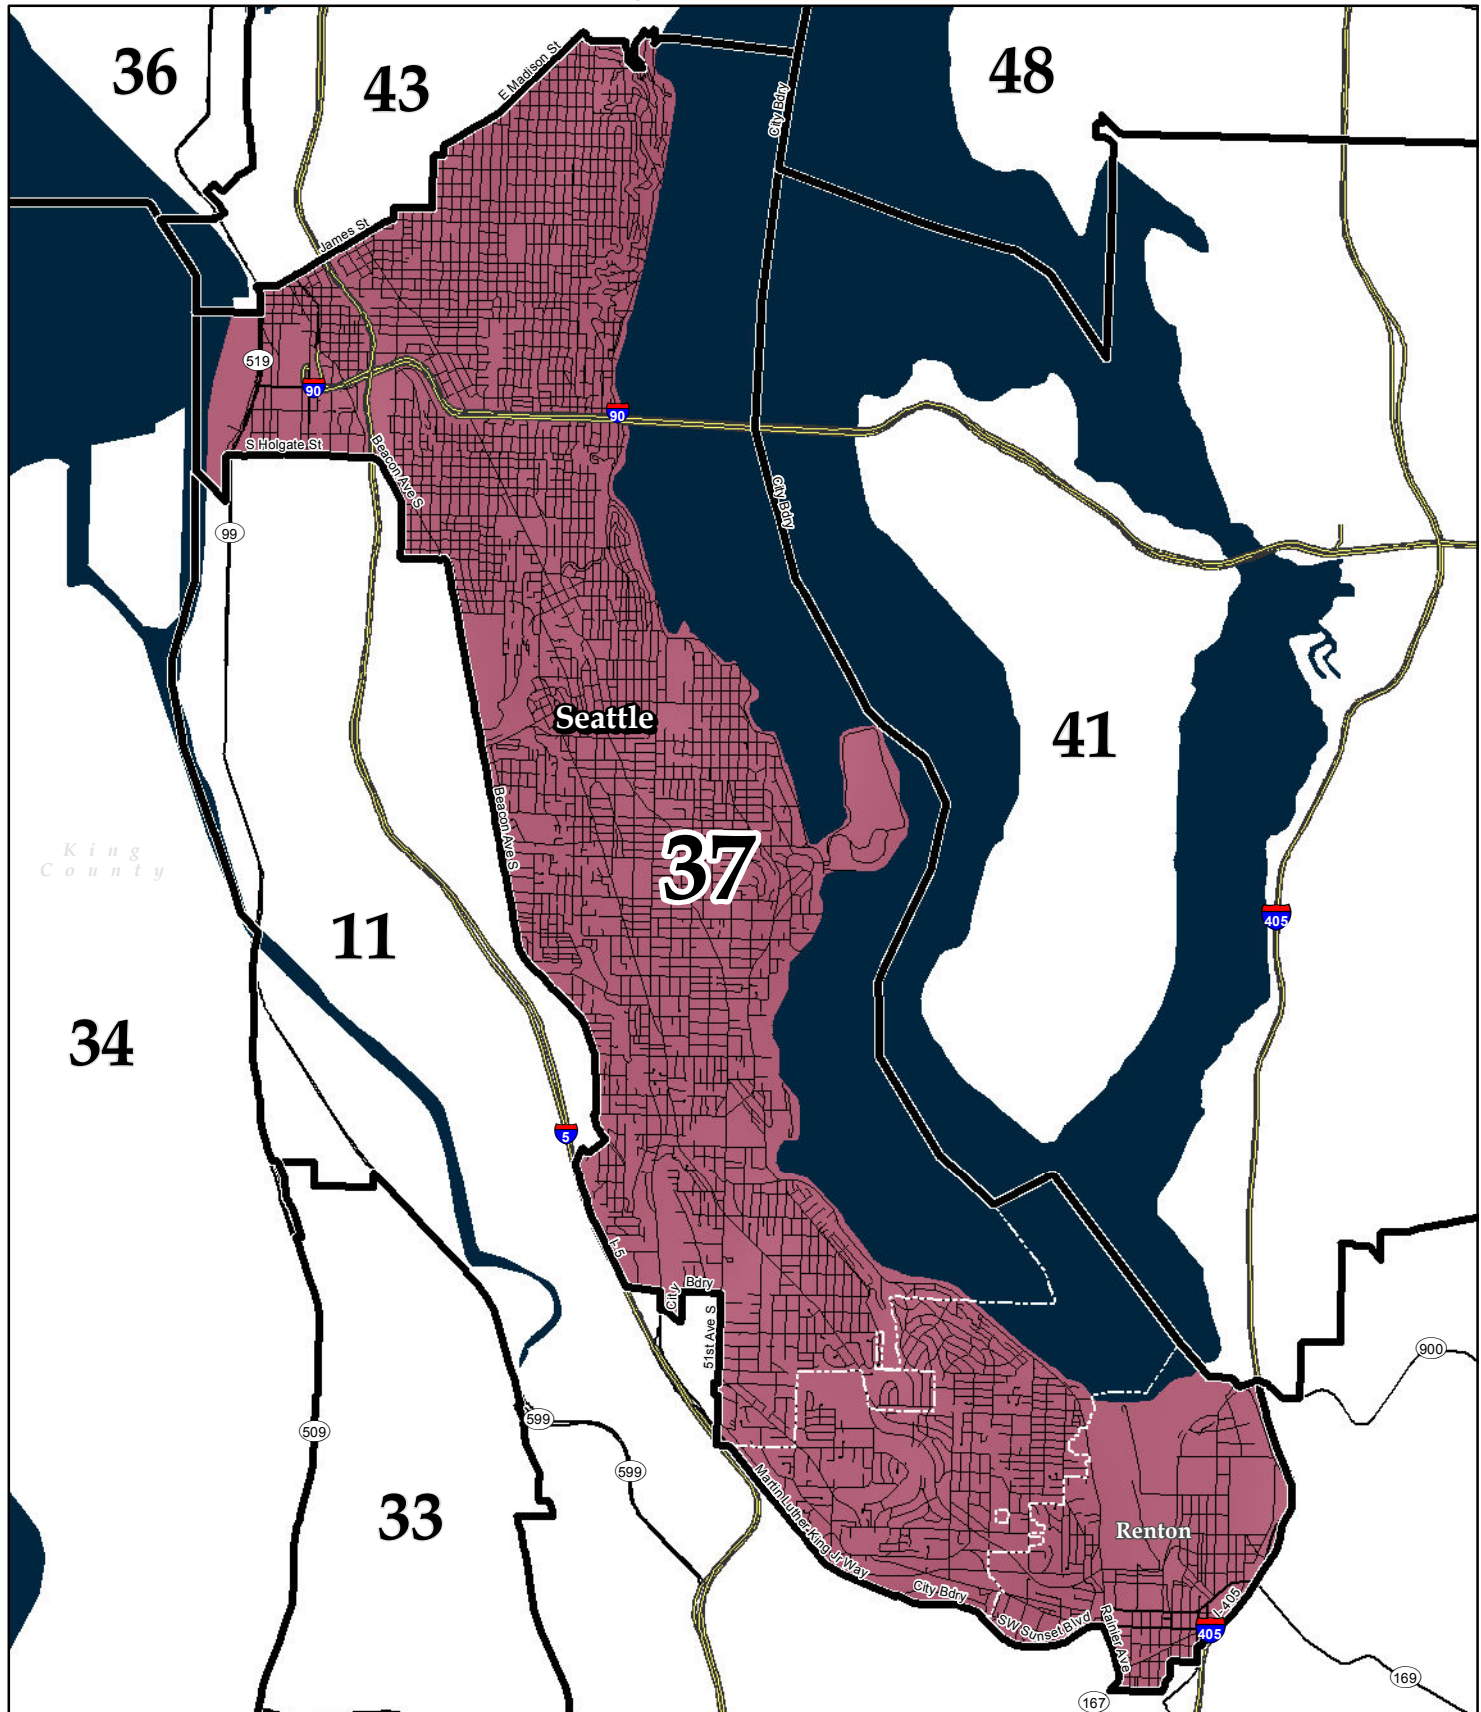 36
43
48
E Madison St
City Bdry
James St
519
90
90
S Holgate St
Beacon Ave S
City Bdry
99
Seattle
41
Beacon Ave S
37
King
County
11
405
34
5
I-5
City Bdry
51st Ave S
900
599
509
599
Martin Luther King Jr Way
33
Renton
City Bdry
SW Sunset Blvd
Rainier Ave
I-405
405
169
167